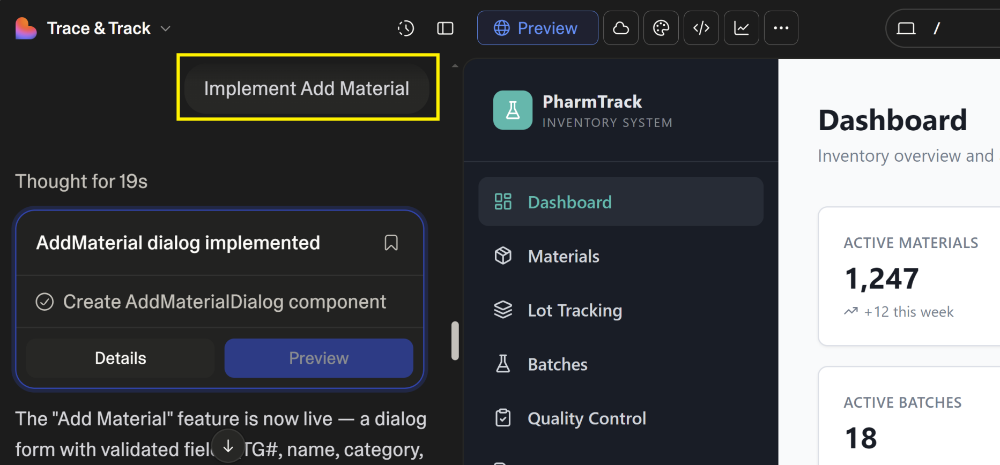 Trace & Track
Preview
/
Implement Add Material
Thought for 19s
AddMaterial dialog implemented
Create AddMaterialDialog component
Details
Preview
The "Add Material" feature is now live — a dialog
form with validated TG#, name, category,
PharmTrack
INVENTORY SYSTEM
Dashboard
Materials
Lot Tracking
Batches
Quality Control
Dashboard
Inventory overview and
ACTIVE MATERIALS
1,247
+12 this week
ACTIVE BATCHES
18